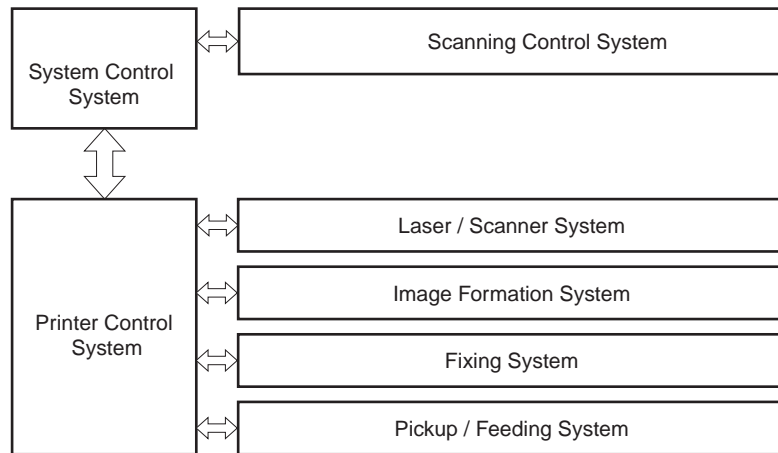 System Control
System
Scanning Control System
Printer Control
System
Laser / Scanner System
Image Formation System
Fixing System
Pickup / Feeding System